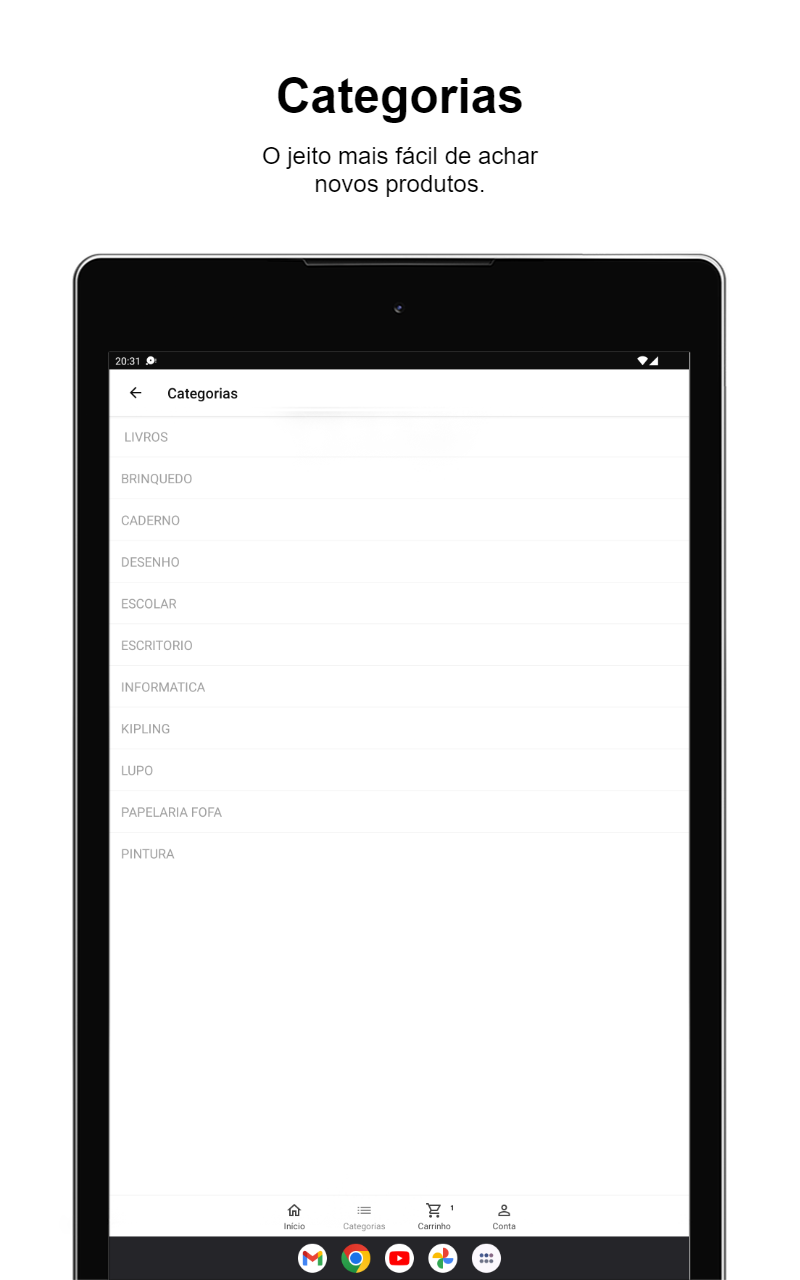 Categorias
O jeito mais fácil de achar
novos produtos.
20:31
Categorias
LIVROS
BRINQUEDO
CADERNO
DESENHO
ESCOLAR
ESCRITORIO
INFORMATICA
KIPLING
LUPO
PAPELARIA FOFA
PINTURA
1
Início Categorias Carrinho Conta